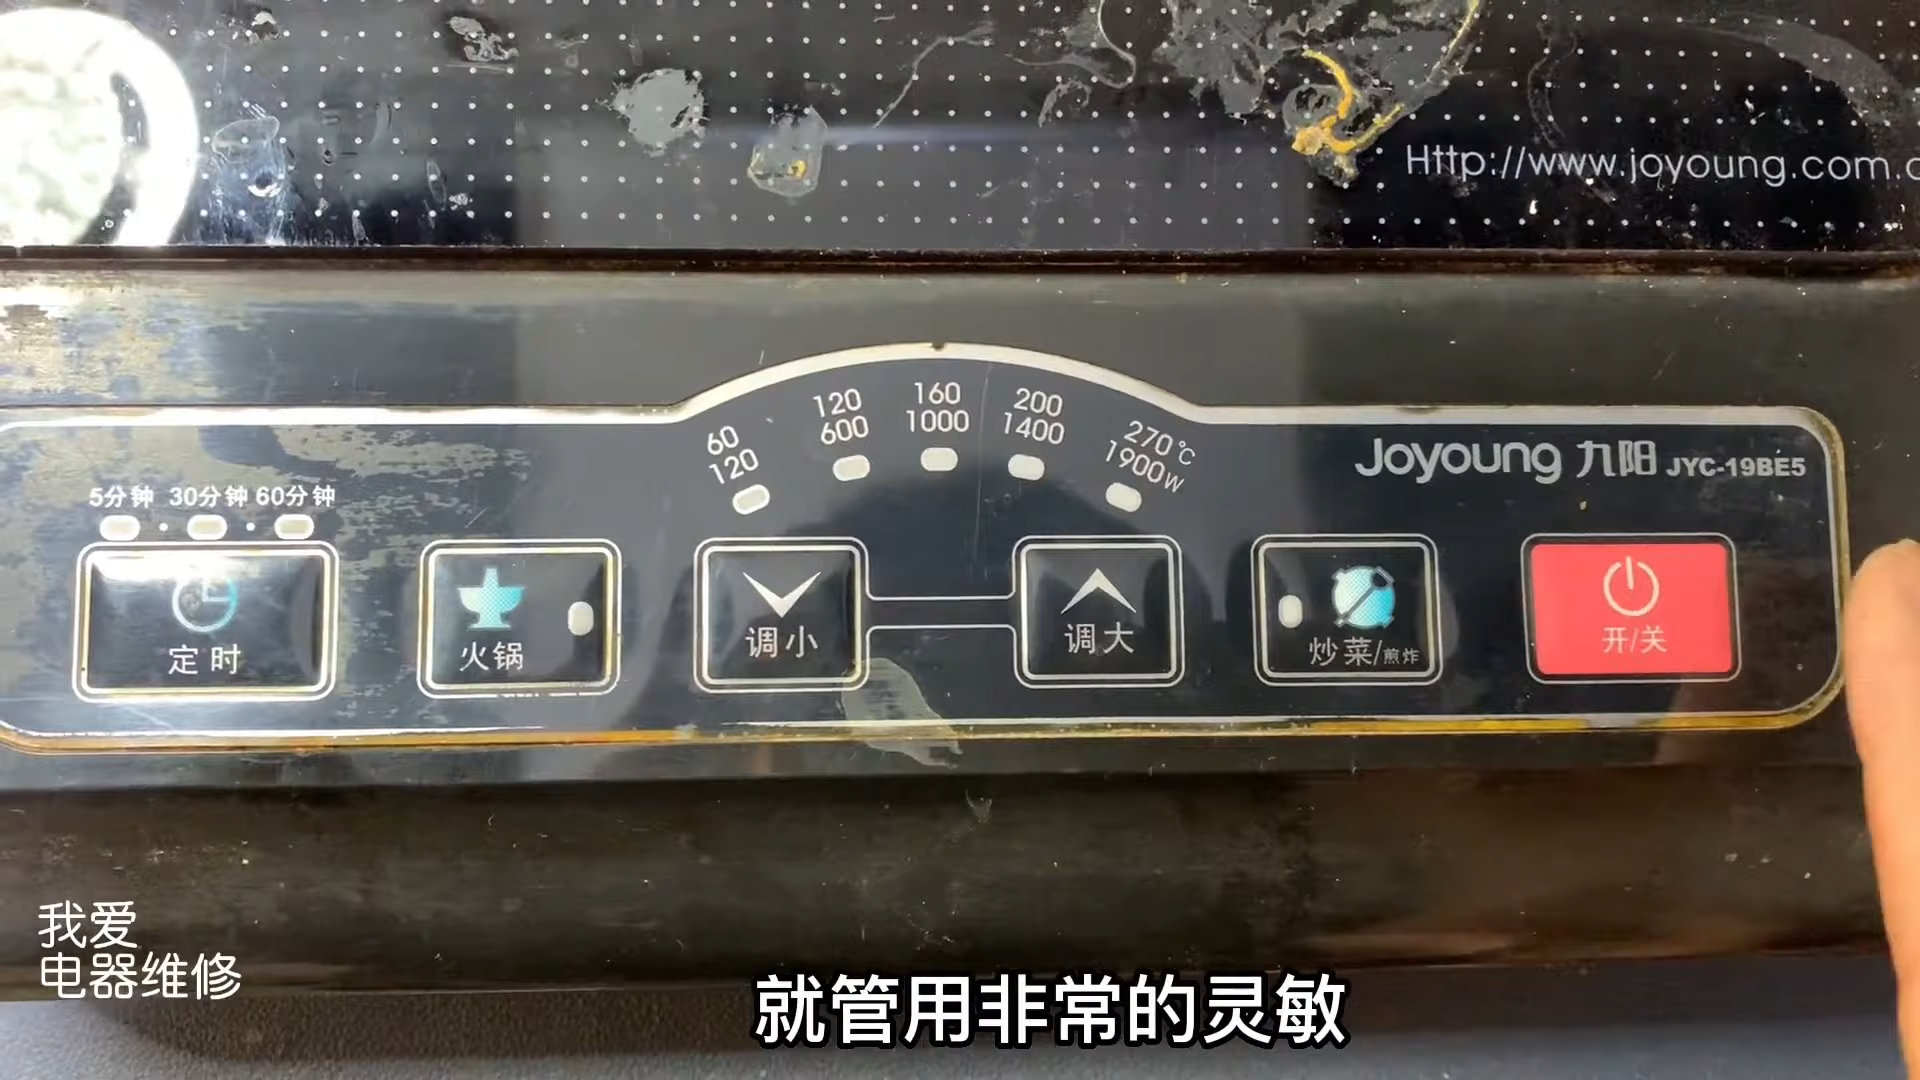 Http://www.joyoung.com.c
60
120
120
600
160
1000
200
1400
270℃
1900W
Joyoung 九阳 JYC-19BE5
5分钟 30分钟 60分钟
定时
火锅
调小
调大
炒菜/煎炸
开/关
我爱
电器维修
就管用非常的灵敏